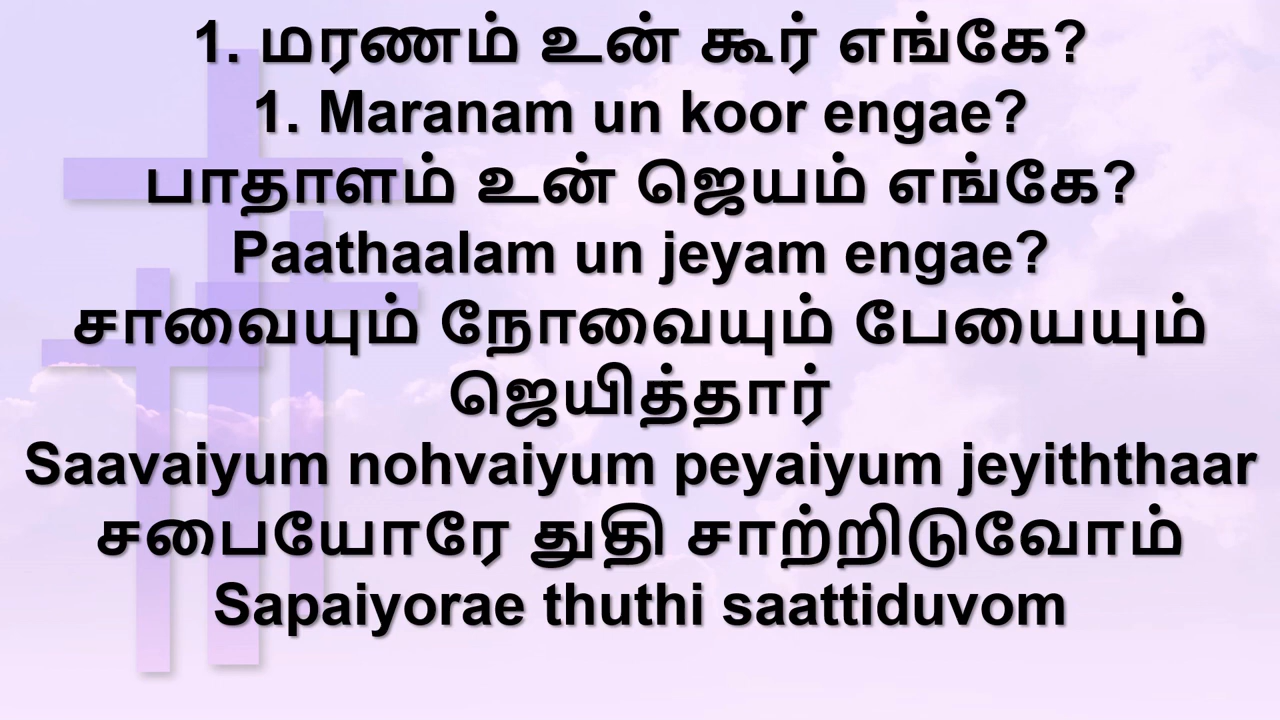 1. மரணம் உன் கூர் எங்கே?
1. Maranam un koor engae?
பாதாளம் உன் ஜெயம் எங்கே?
Paathaalam un jeyam engae?
சாவையும் நோவையும் பேயையும்
ஜெயித்தார்
Saavaiyum nohvaiyum peyaiyum jeyiththaar
சபையோரே துதி சாற்றிடுவோம்
Sapaiyorae thuthi saattiduvom